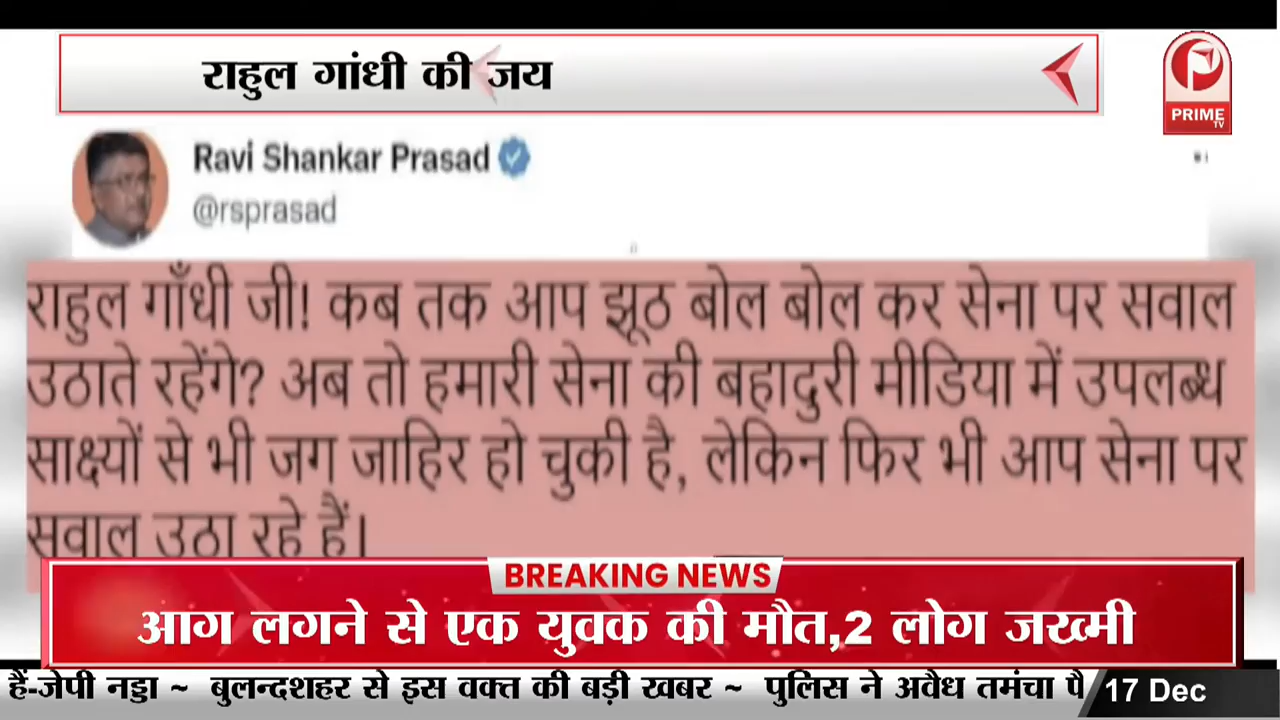 राहुल गांधी की जय
PRIME
TV
Ravi Shankar Prasad
@rsprasad
राहुल गाँधी जी! कब तक आप झूठ बोल बोल कर सेना पर सवाल
उठाते रहेंगे? अब तो हमारी सेना की बहादुरी मीडिया में उपलब्ध
साक्ष्यों से भी जग जाहिर हो चुकी है, लेकिन फिर भी आप सेना पर
सवाल उठा रहे हैं।
BREAKING NEWS
आग लगने से एक युवक की मौत,2 लोग जख्मी
हैं-जेपी नड्डा ~ बुलन्दशहर से इस वक्त की बड़ी खबर ~ पुलिस ने अवैध तमंचा पै
17 Dec